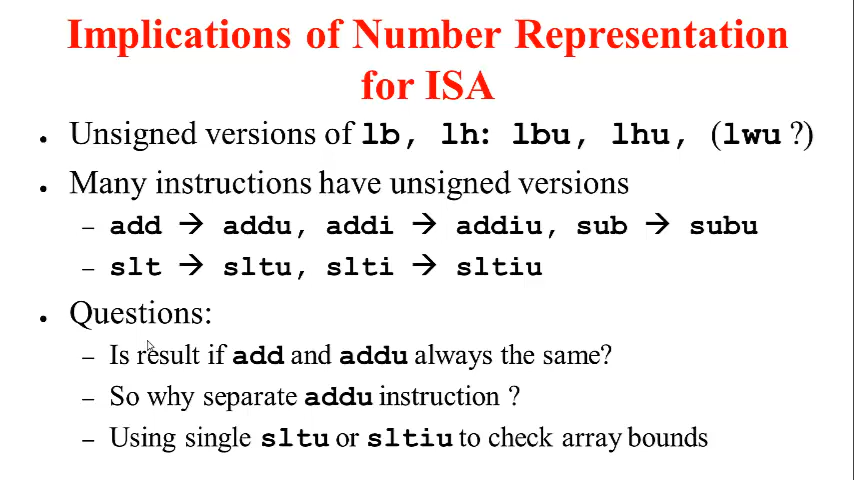 Implications of Number Representation
for ISA
• Unsigned versions of lb, lh: lbu, lhu, (lwu ?)
• Many instructions have unsigned versions
– add → addu, addi → addiu, sub → subu
– slt → sltu, slti → sltiu
• Questions:
– Is result if add and addu always the same?
– So why separate addu instruction ?
– Using single sltu or sltiu to check array bounds